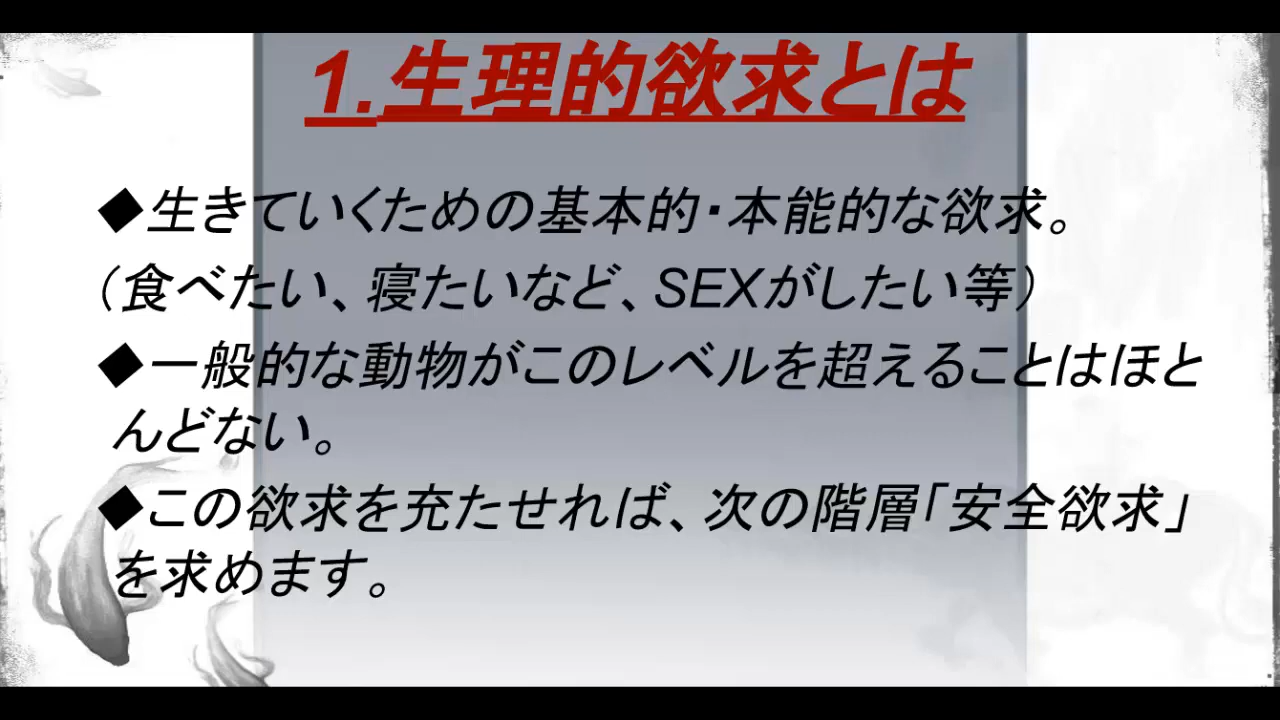 1.生理的欲求とは
◆生きていくための基本的・本能的な欲求。
（食べたい、寝たいなど、SEXがしたい等）
◆一般的な動物がこのレベルを超えることはほと
んどない。
◆この欲求を充たせれば、次の階層「安全欲求」
を求めます。